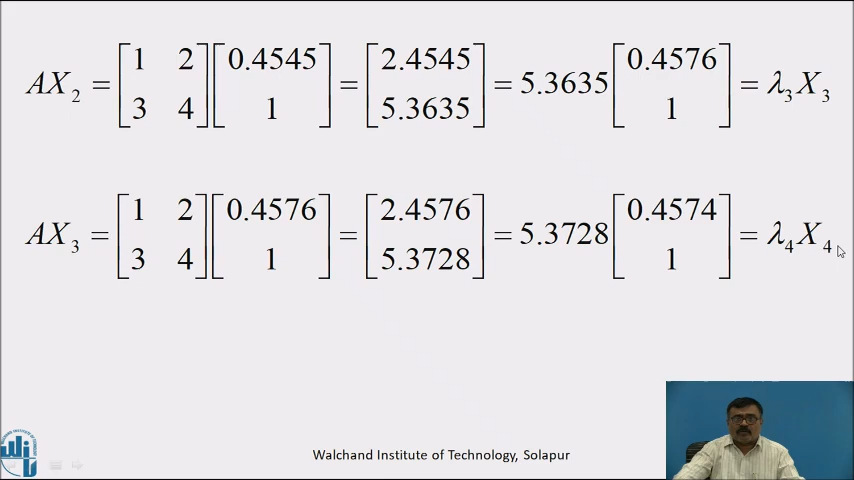 AX₂ = [1 2; 3 4] [0.4545; 1] = [2.4545; 5.3635] = 5.3635 [0.4576; 1] = λ₃X₃
AX₃ = [1 2; 3 4] [0.4576; 1] = [2.4576; 5.3728] = 5.3728 [0.4574; 1] = λ₄X₄
Walchand Institute of Technology, Solapur